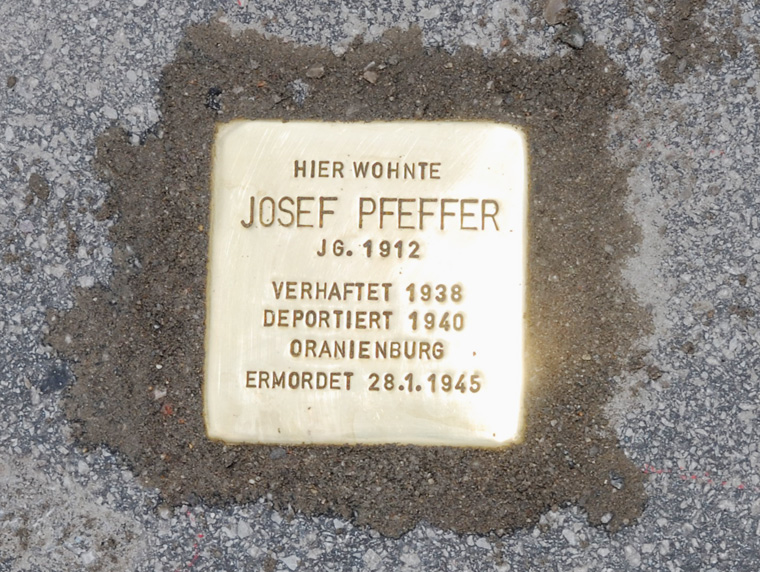 HIER WOHNTE
JOSEF PFEFFER
JG. 1912
VERHAFTET 1938
DEPORTIERT 1940
ORANIENBURG
ERMORDET 28.1.1945